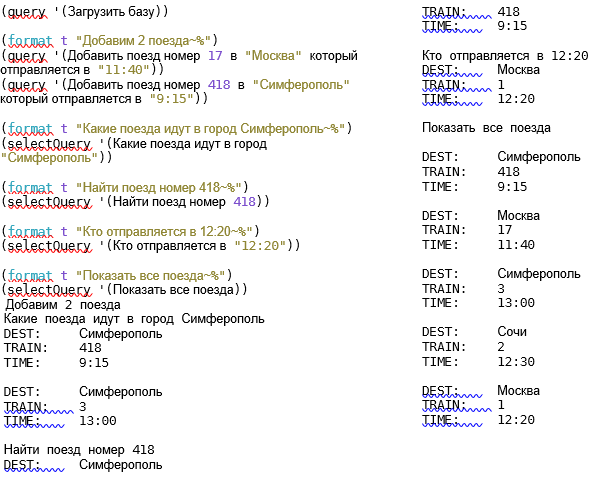 (query '(Загрузить базу))
(format t "Добавим 2 поезда~%")
(query '(Добавить поезд номер 17 в "Москва" который
отправляется в "11:40"))
(query '(Добавить поезд номер 418 в "Симферополь"
который отправляется в "9:15"))
(format t "Какие поезда идут в город Симферополь~%")
(selectQuery '(Какие поезда идут в город
"Симферополь"))
(format t "Найти поезд номер 418~%")
(selectQuery '(Найти поезд номер 418))
(format t "Кто отправляется в 12:20~%")
(selectQuery '(Кто отправляется в "12:20"))
(format t "Показать все поезда~%")
(selectQuery '(Показать все поезда))
Добавим 2 поезда
Какие поезда идут в город Симферополь
DEST: Симферополь
TRAIN: 418
TIME: 9:15
DEST: Симферополь
TRAIN: 3
TIME: 13:00
Найти поезд номер 418
DEST: Симферополь
TRAIN: 418
TIME: 9:15
Кто отправляется в 12:20
DEST: Москва
TRAIN: 1
TIME: 12:20
Показать все поезда
DEST: Симферополь
TRAIN: 418
TIME: 9:15
DEST: Москва
TRAIN: 17
TIME: 11:40
DEST: Симферополь
TRAIN: 3
TIME: 13:00
DEST: Сочи
TRAIN: 2
TIME: 12:30
DEST: Москва
TRAIN: 1
TIME: 12:20